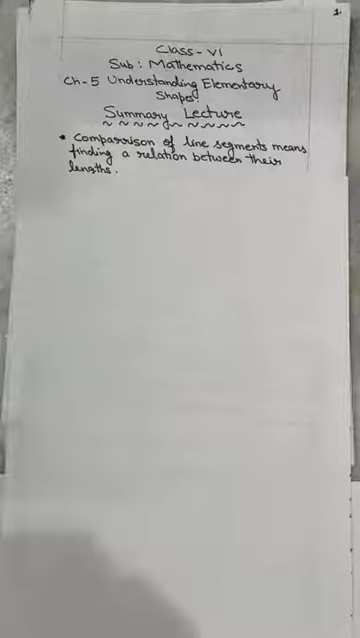 1.
Class - VI
Sub : Mathematics
Ch-5 Understanding Elementary
Shapes
Summary Lecture
* Comparison of line segments means
finding a relation between their
lengths.